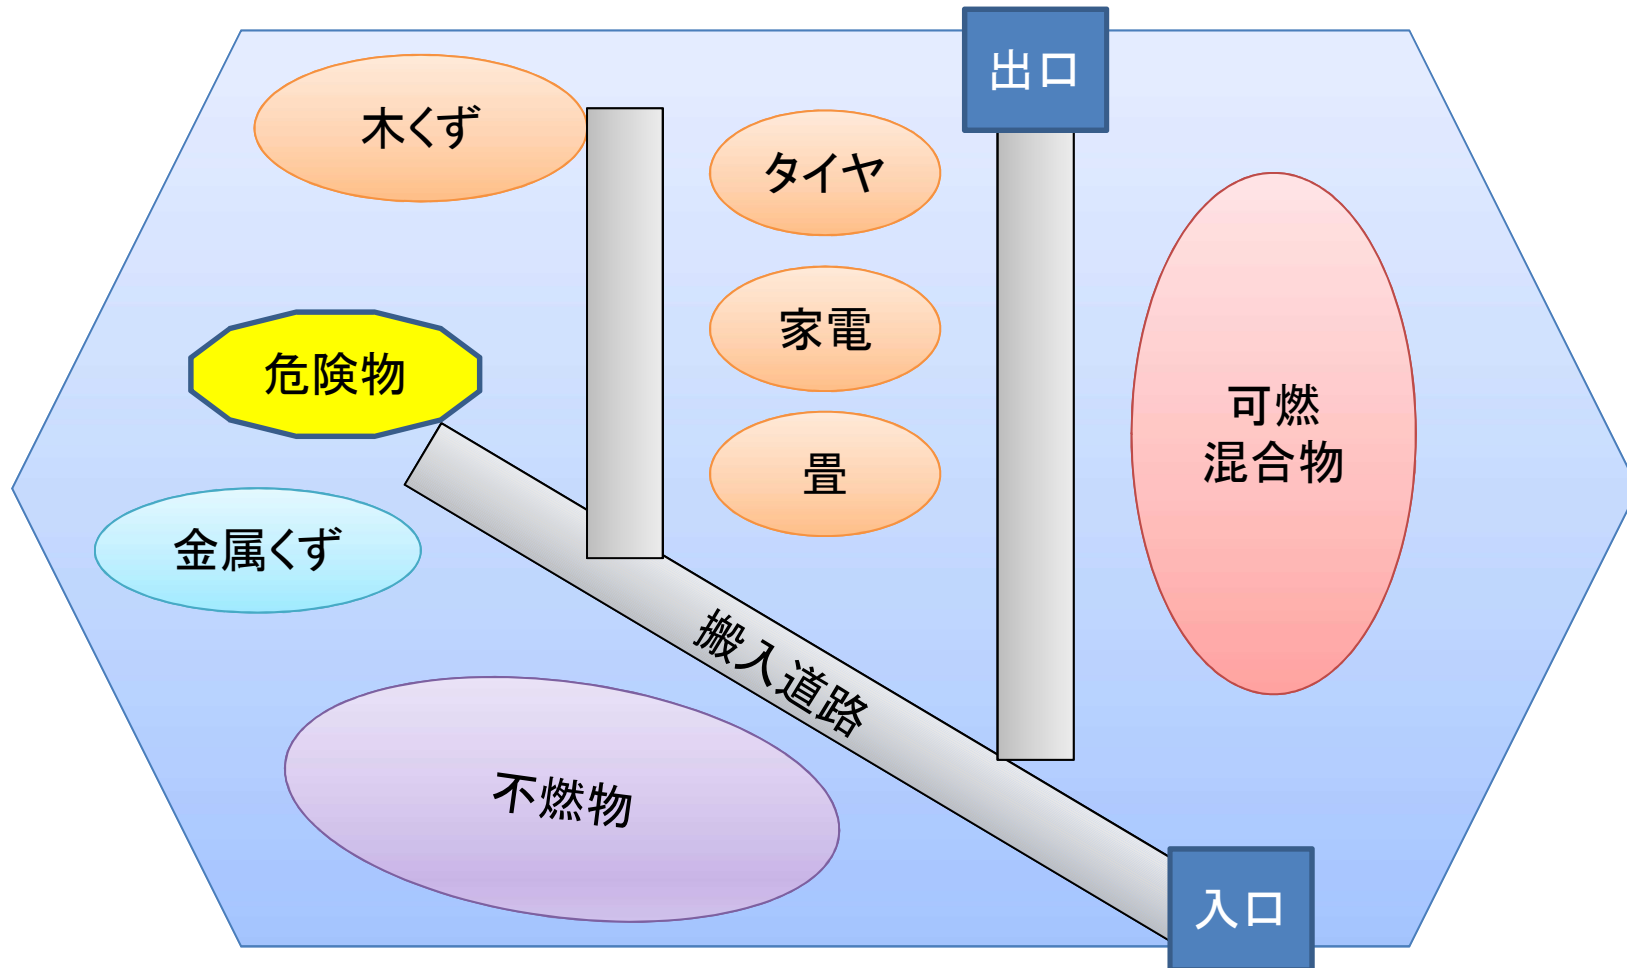 出口
木くず
タイヤ
家電
危険物
可燃
混合物
畳
金属くず
搬入道路
不燃物
入口